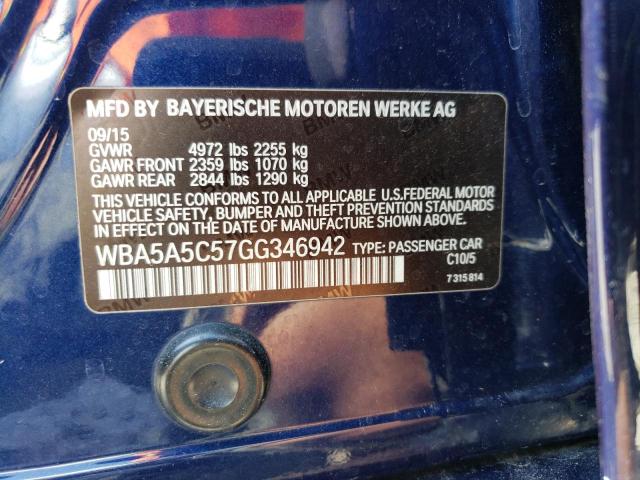 MFD BY BAYERISCHE MOTOREN WERKE AG
09/15
GVWR 4972 lbs 2255 kg
GAWR FRONT 2359 lbs 1070 kg
GAWR REAR 2844 lbs 1290 kg
THIS VEHICLE CONFORMS TO ALL APPLICABLE U.S.FEDERAL MOTOR
VEHICLE SAFETY, BUMPER AND THEFT PREVENTION STANDARDS
IN EFFECT ON THE DATE OF MANUFACTURE SHOWN ABOVE.
WBA5A5C57GG346942 TYPE: PASSENGER CAR
C10/5
7315814